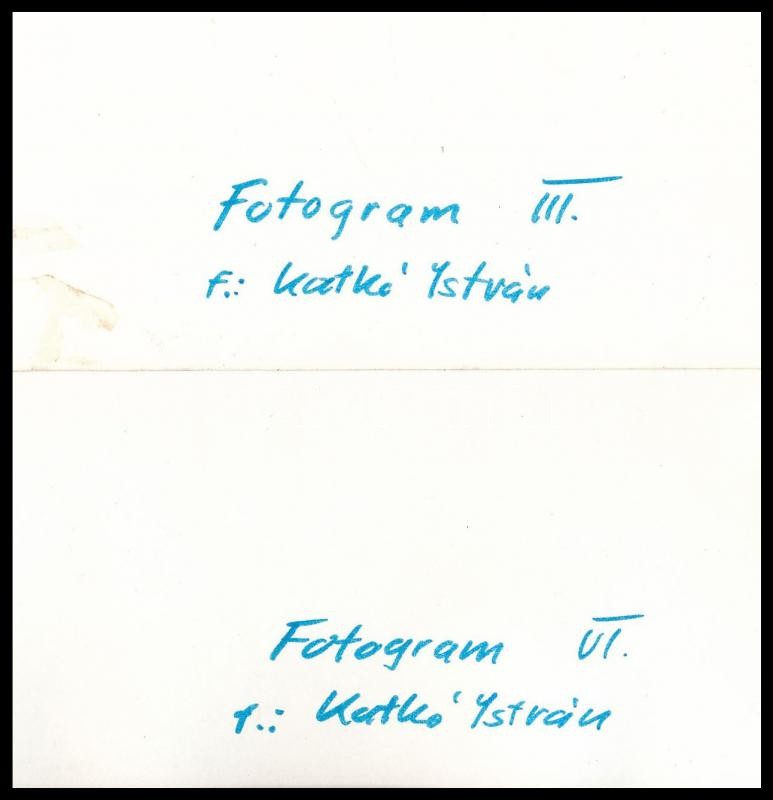 Fotogram III.
f.: Katkó István
Fotogram VI.
f.: Katkó István